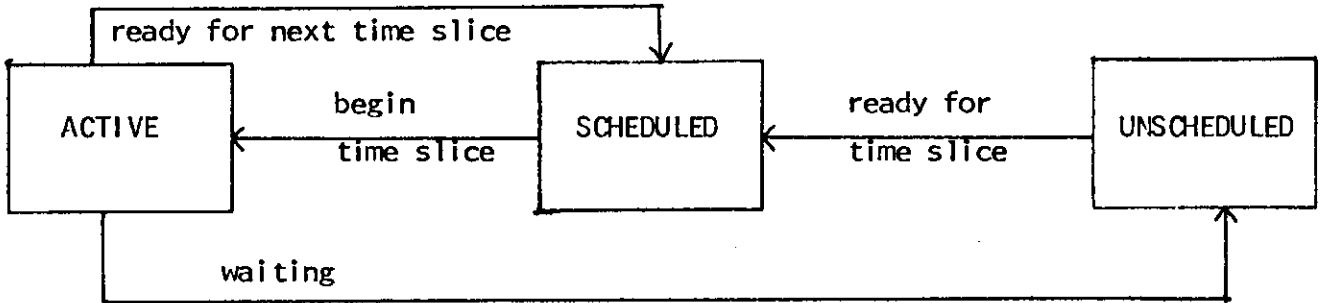 ready for next time slice
ACTIVE
begin
time slice
SCHEDULED
ready for
time slice
UNSCHEDULED
waiting